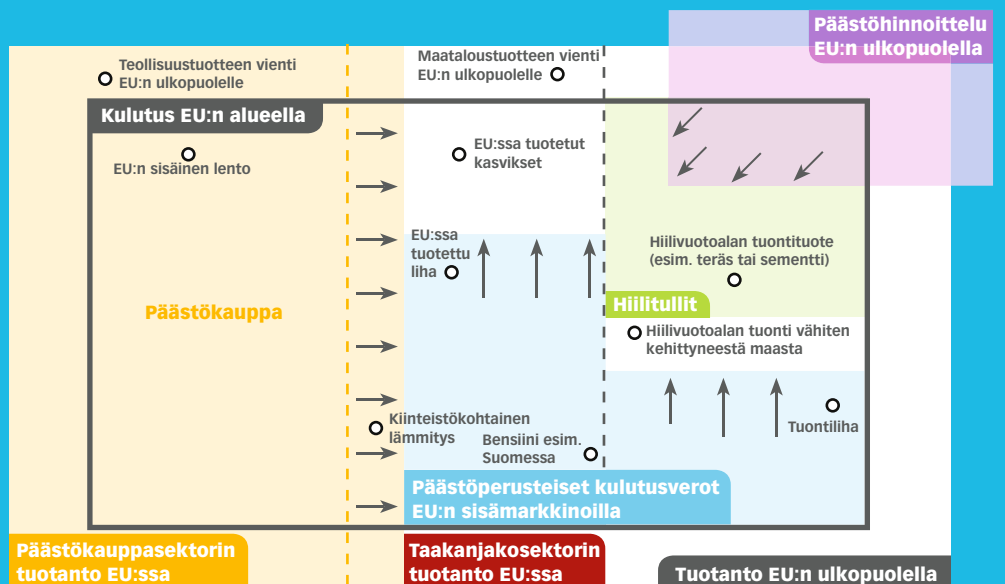 Päästöhinnoittelu
EU:n ulkopuolella
Teollisuustuotteen vienti
EU:n ulkopuolelle
Maataloustuotteen vienti
EU:n ulkopuolelle
Kulutus EU:n alueella
EU:n sisäinen lento
EU:ssa tuotetut
kasvikset
EU:ssa
tuotettu
liha
Hiilivuotoalan tuontituote
(esim. teräs tai sementti)
Päästökauppa
Hiilitullit
Hiilivuotoalan tuonti vähiten
kehittyneestä maasta
Kiinteistökohtainen
lämmitys
Bensiini esim.
Suomessa
Tuontiliha
Päästöperusteiset kulutusverot
EU:n sisämarkkinoilla
Päästökauppasektorin
tuotanto EU:ssa
Taakanjakosektorin
tuotanto EU:ssa
Tuotanto EU:n ulkopuolella